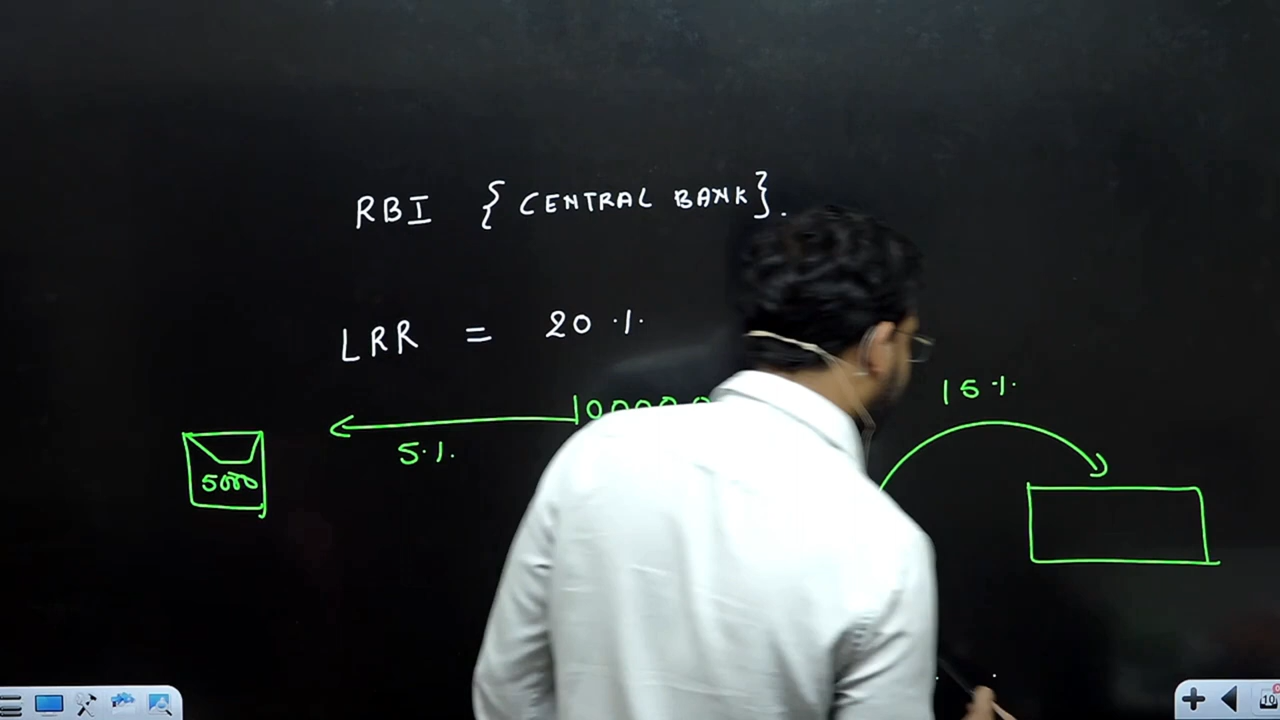 RBI { CENTRAL BANK}.
LRR = 20 %
15 %
5 %
5000